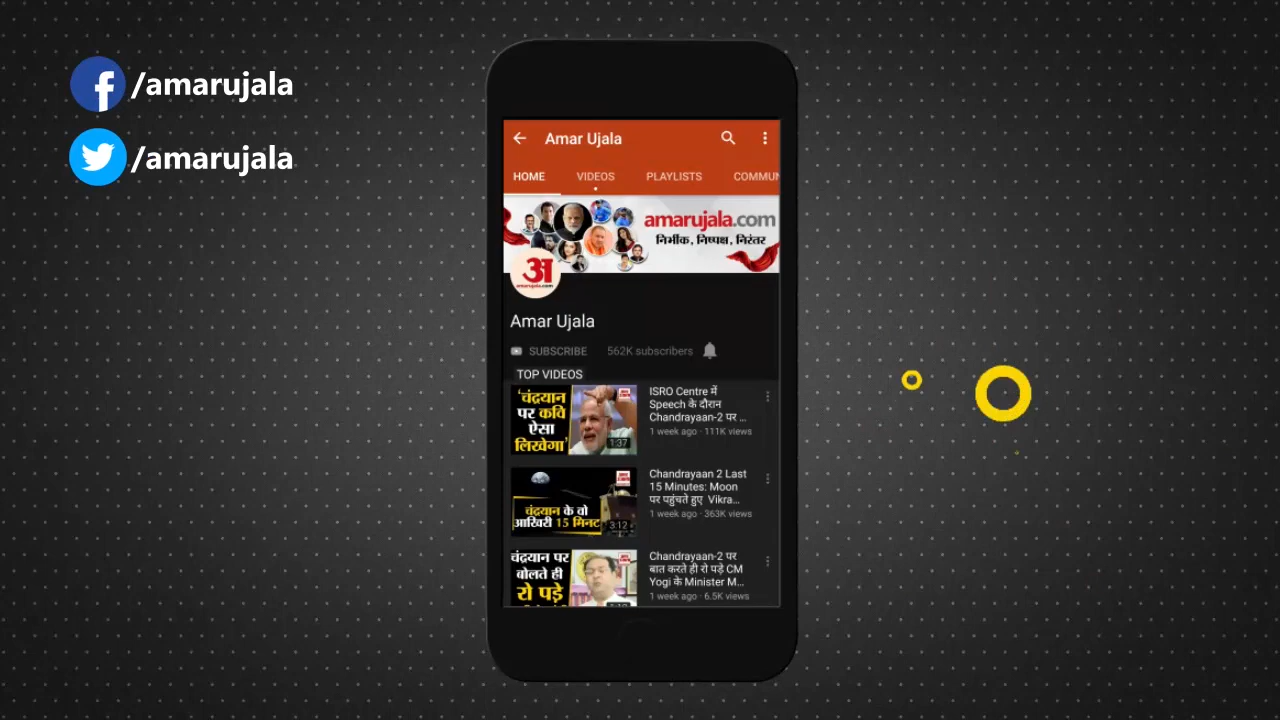 /amarujala
/amarujala
Amar Ujala
HOME VIDEOS PLAYLISTS COMMUN
amarujala.com
निर्भीक, निष्पक्ष, निरंतर
अ
amarujala.com
Amar Ujala
SUBSCRIBE 562K subscribers
TOP VIDEOS
'चंद्रयान
पर कवि
ऐसा
लिखेगा'
1:37
ISRO Centre में
Speech के दौरान
Chandrayaan-2 पर ...
1 week ago · 111K views
चंद्रयान के वो
आखिरी 15 मिनट
3:12
Chandrayaan 2 Last
15 Minutes: Moon
पर पहुंचते हुए Vikra...
1 week ago · 363K views
चंद्रयान पर
बोलते ही
रो पड़े
Chandrayaan-2 पर
बात करते ही रो पड़े CM
Yogi के Minister M...
1 week ago · 6.5K views